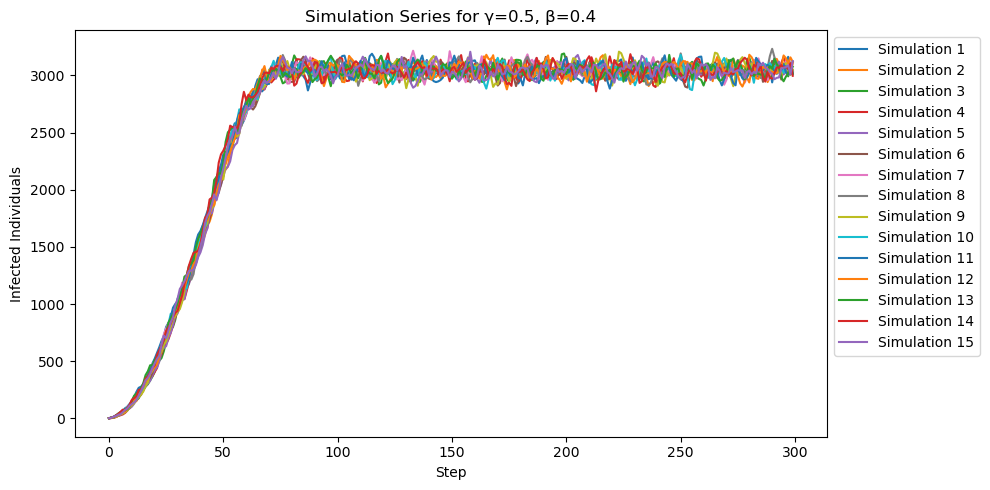 Simulation Series for γ=0.5, β=0.4
Infected Individuals
3000
2500
2000
1500
1000
500
0
0 50 100 150 200 250 300
Step
Simulation 1
Simulation 2
Simulation 3
Simulation 4
Simulation 5
Simulation 6
Simulation 7
Simulation 8
Simulation 9
Simulation 10
Simulation 11
Simulation 12
Simulation 13
Simulation 14
Simulation 15